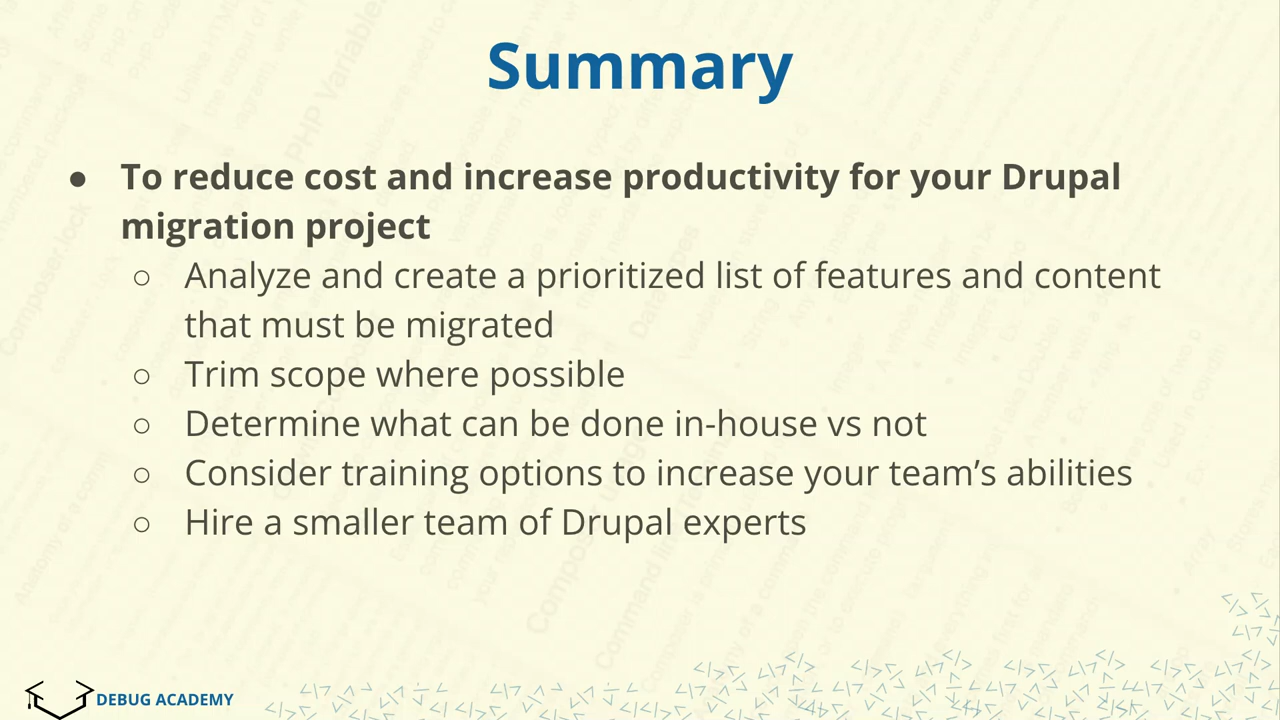 Summary
● To reduce cost and increase productivity for your Drupal
migration project
○ Analyze and create a prioritized list of features and content
that must be migrated
○ Trim scope where possible
○ Determine what can be done in-house vs not
○ Consider training options to increase your team’s abilities
○ Hire a smaller team of Drupal experts
DEBUG ACADEMY